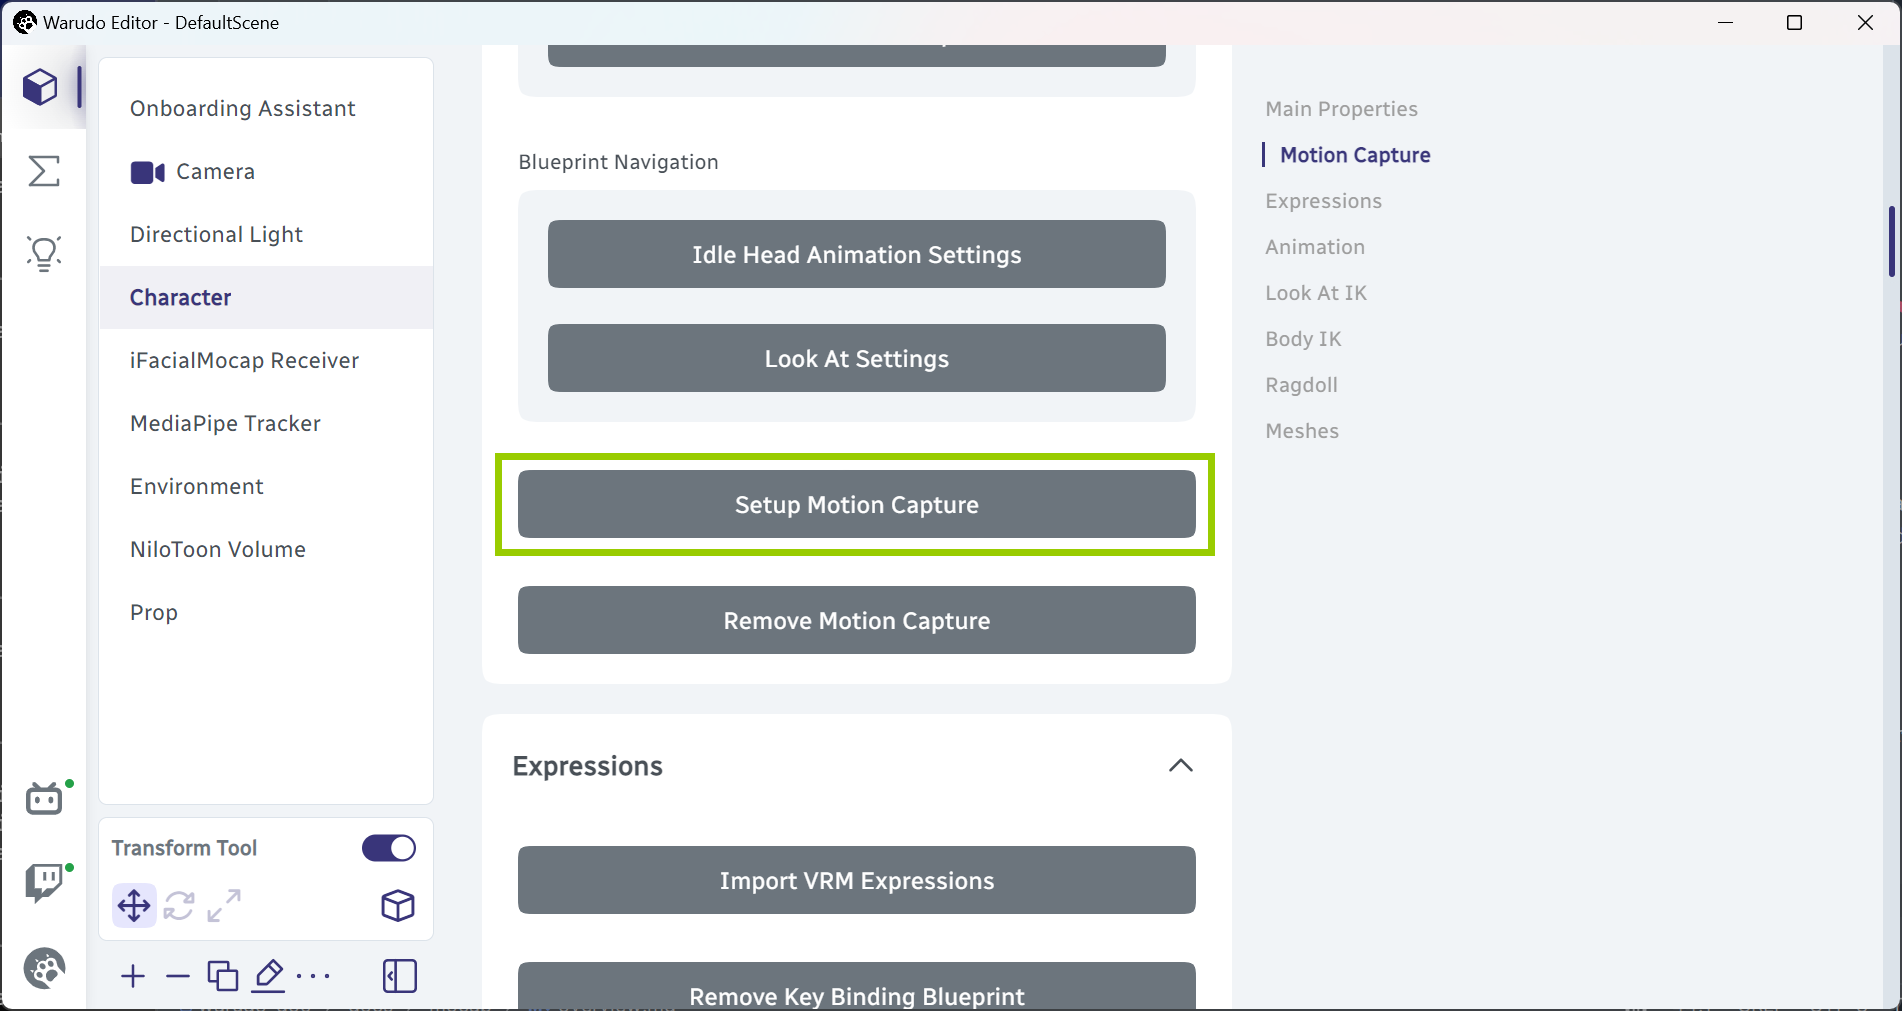 Warudo Editor - DefaultScene
Onboarding Assistant
Camera
Directional Light
Character
iFacialMocap Receiver
MediaPipe Tracker
Environment
NiloToon Volume
Prop
Transform Tool
Blueprint Navigation
Idle Head Animation Settings
Look At Settings
Setup Motion Capture
Remove Motion Capture
Expressions
Import VRM Expressions
Remove Key Binding Blueprint
Main Properties
Motion Capture
Expressions
Animation
Look At IK
Body IK
Ragdoll
Meshes